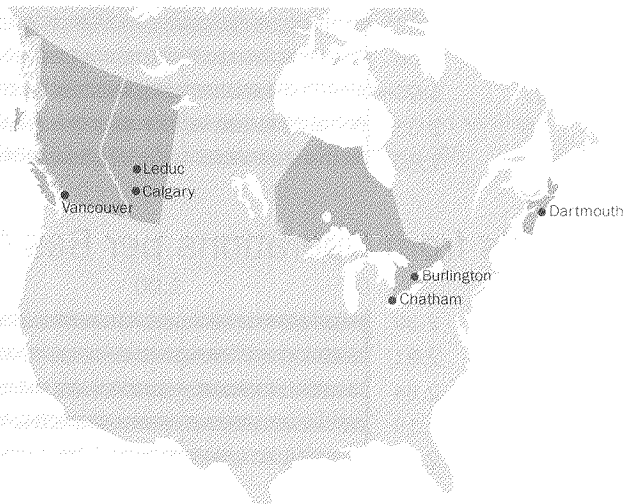 Leduc
Calgary
Vancouver
Dartmouth
Burlington
Chatham